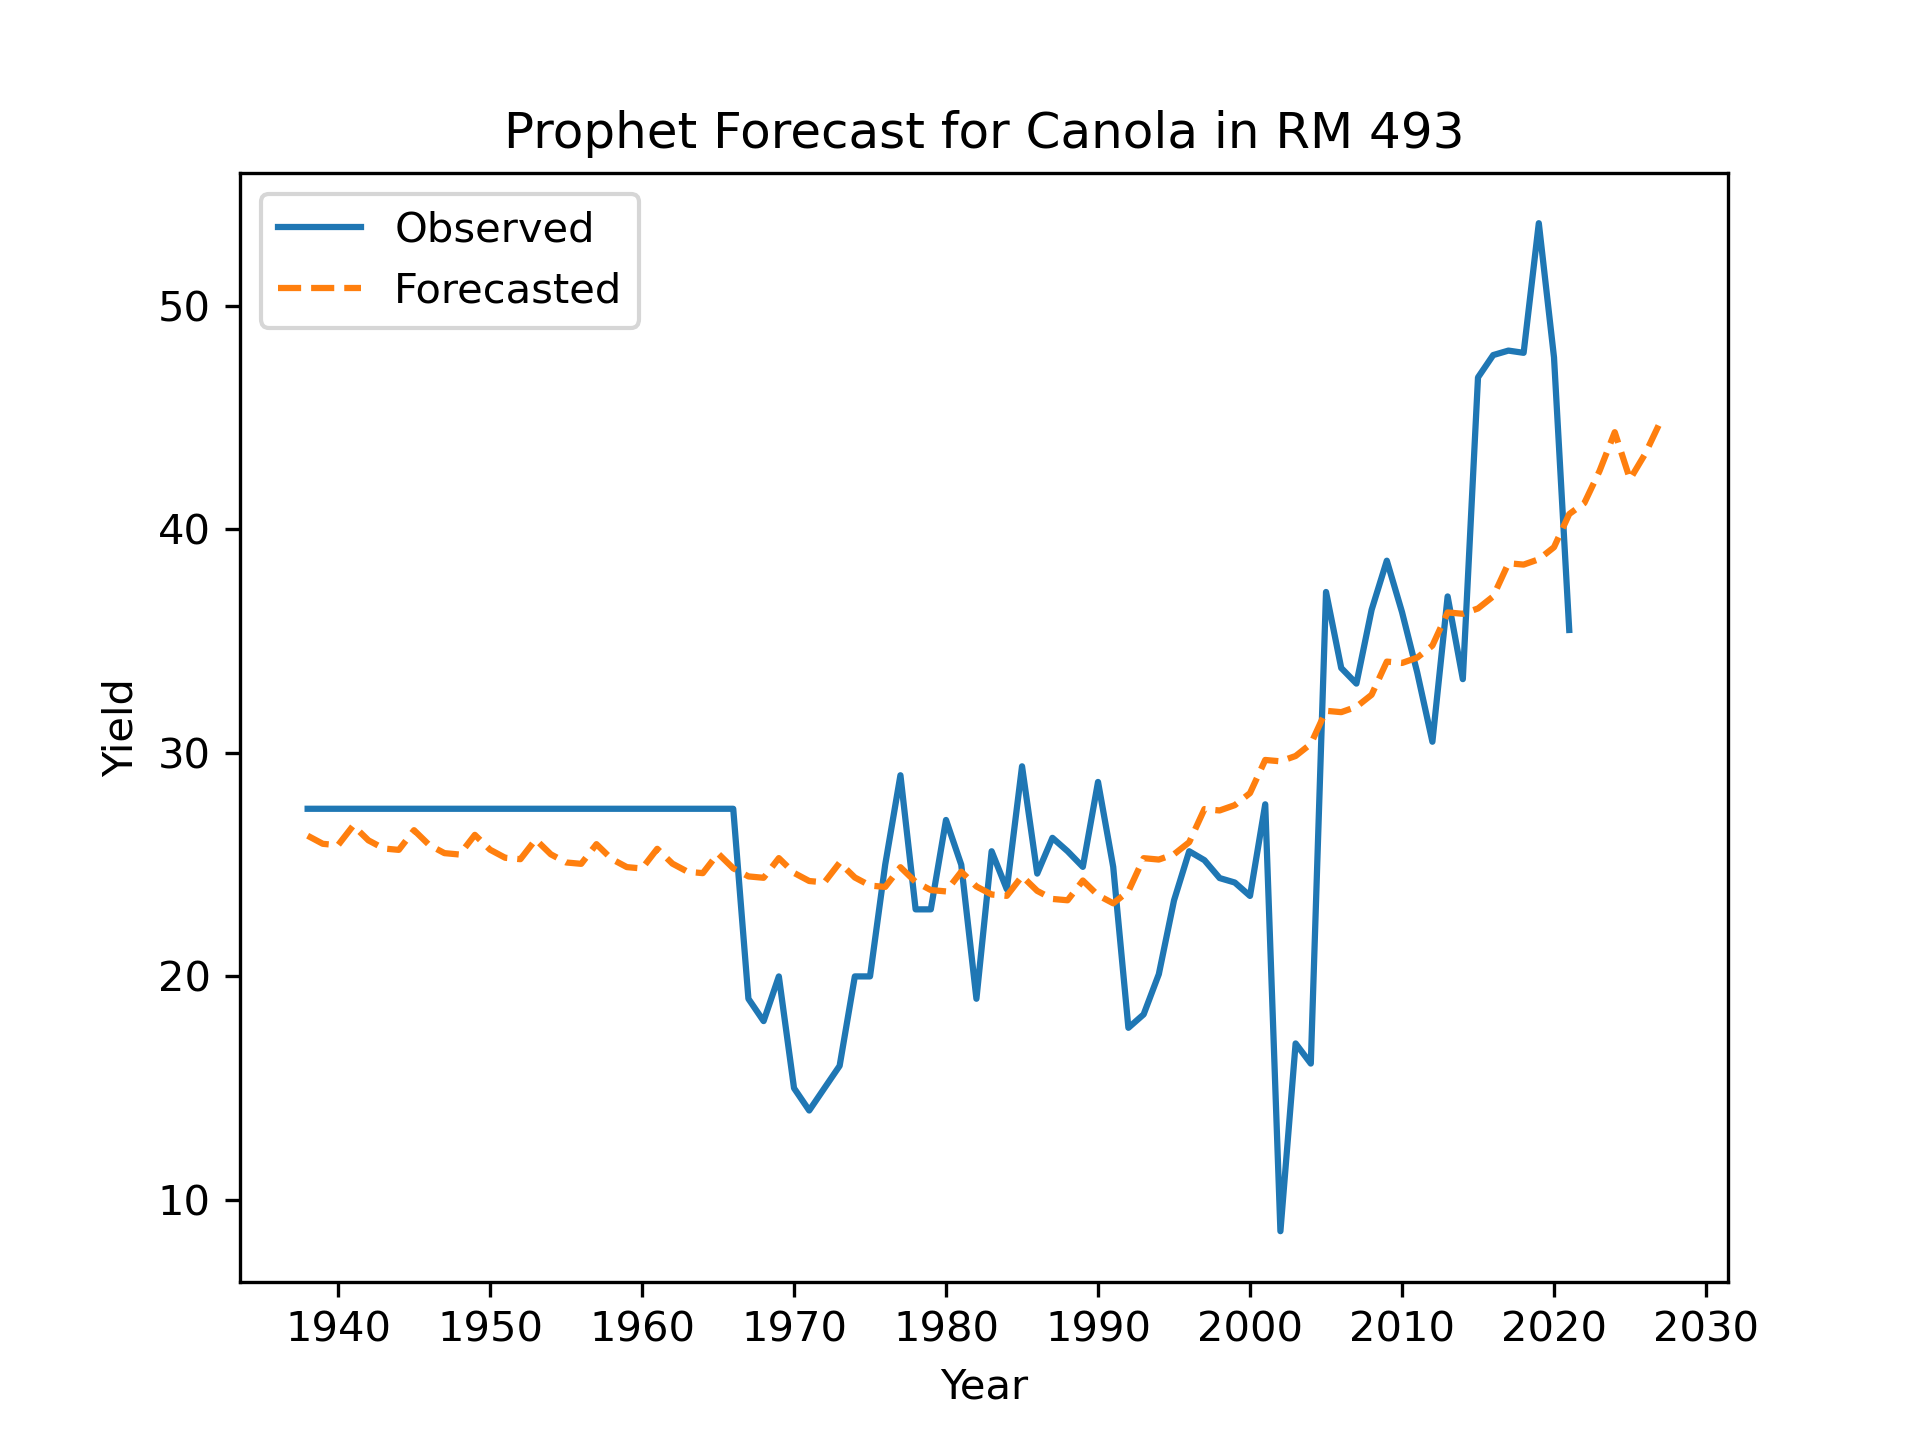 Prophet Forecast for Canola in RM 493
Observed
Forecasted
50
40
30
20
10
Yield
1940 1950 1960 1970 1980 1990 2000 2010 2020 2030
Year